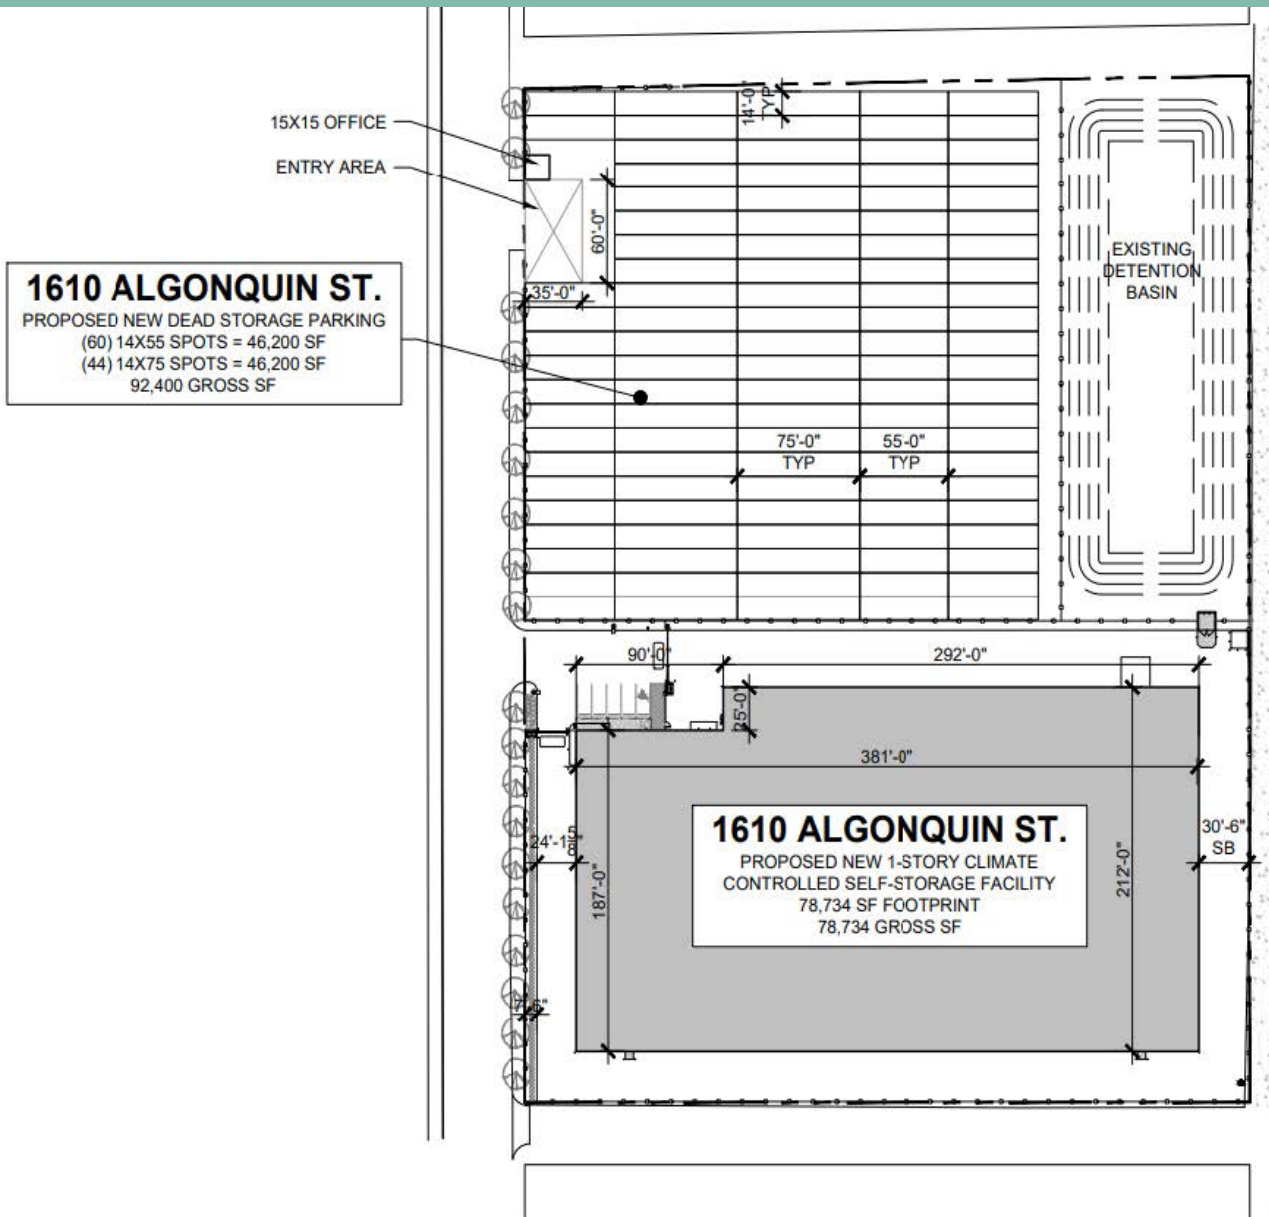 14'-0"
TYP
15X15 OFFICE
ENTRY AREA
60'-0"
35'-0"
EXISTING
DETENTION
BASIN
1610 ALGONQUIN ST.
PROPOSED NEW DEAD STORAGE PARKING
(60) 14X55 SPOTS = 46,200 SF
(44) 14X75 SPOTS = 46,200 SF
92,400 GROSS SF
75'-0"
TYP
55-0"
TYP
90'-0"
292'-0"
25'-0"
381'-0"
1610 ALGONQUIN ST.
PROPOSED NEW 1-STORY CLIMATE
CONTROLLED SELF-STORAGE FACILITY
78,734 SF FOOTPRINT
78,734 GROSS SF
187'-0"
212'-0"
30'-6"
SB
7'-6"